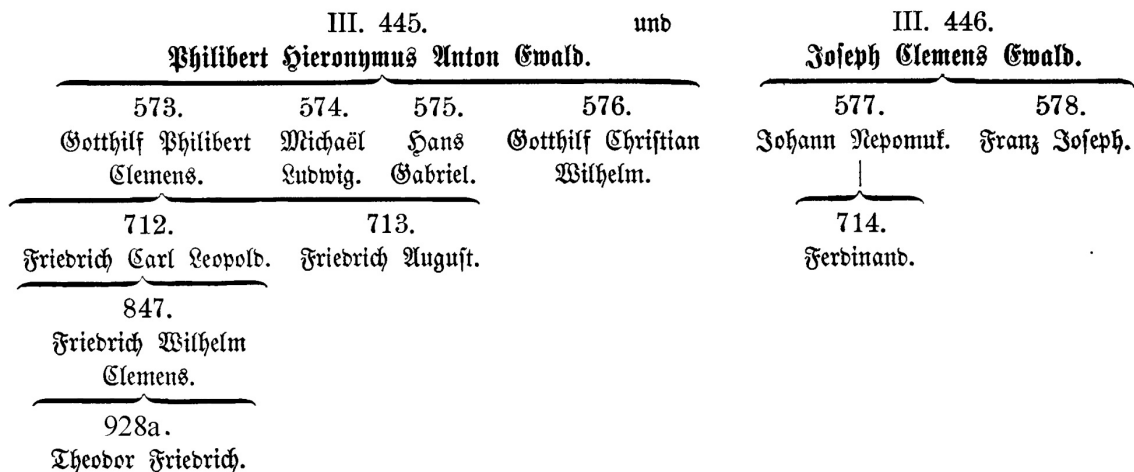 III. 445. und III. 446.
Philibert Hieronymus Anton Ewald. Joseph Clemens Ewald.
573. 574. 575. 576. 577. 578.
Gotthilf Philibert Michaël Hans Gotthilf Christian Johann Nepomuk. Franz Joseph.
Clemens. Ludwig. Gabriel. Wilhelm.
712. 713. 714.
Friedrich Carl Leopold. Friedrich August. Ferdinand.
847.
Friedrich Wilhelm
Clemens.
928a.
Theodor Friedrich.